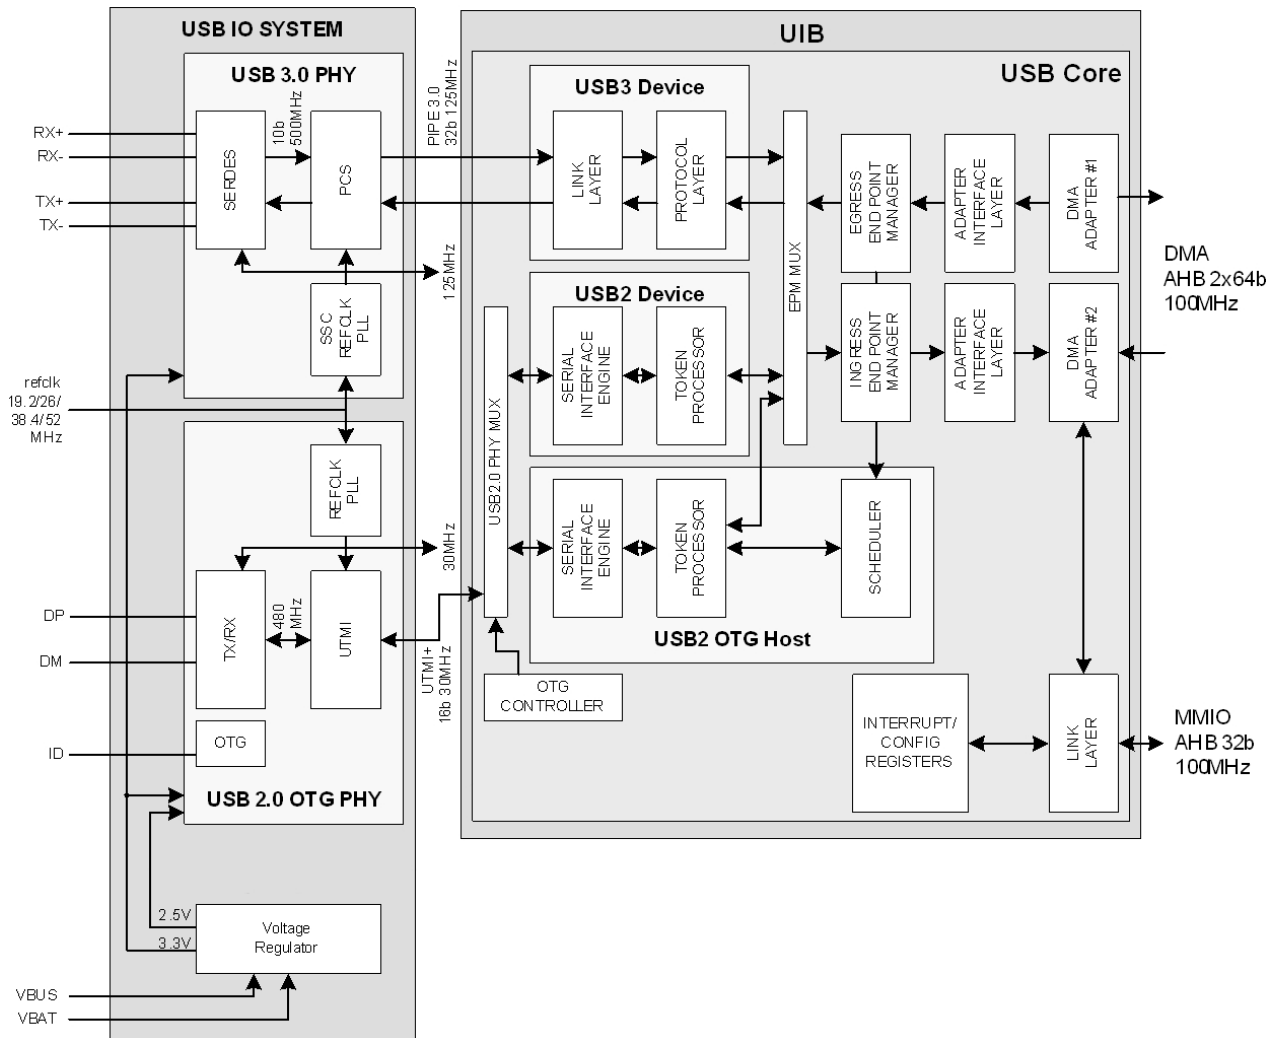 USB IO SYSTEM
USB 3.0 PHY
RX+
RX-
TX+
TX-
SERDES
10b
500MHz
PCS
PIPE 3.0
32b 125MHz
125MHz
SSC
REFCLK
PLL
refclk
19.2/26/
38.4/52
MHz
REFCLK
PLL
30MHz
DP
DM
TX/RX
480
MHz
UTMI
UTMI+
16b 30MHz
ID
OTG
USB 2.0 OTG PHY
2.5V
3.3V
Voltage
Regulator
VBUS
VBAT
UIB
USB Core
USB3 Device
LINK
LAYER
PROTOCOL
LAYER
EPM MUX
EGRESS
END POINT
MANAGER
ADAPTER
INTERFACE
LAYER
DMA
ADAPTER #1
DMA
AHB 2x64b
100MHz
USB2 Device
USB2.0 PHY MUX
SERIAL
INTERFACE
ENGINE
TOKEN
PROCESSOR
INGRESS
END POINT
MANAGER
ADAPTER
INTERFACE
LAYER
DMA
ADAPTER #2
SERIAL
INTERFACE
ENGINE
TOKEN
PROCESSOR
SCHEDULER
USB2 OTG Host
OTG
CONTROLLER
INTERRUPT/
CONFIG
REGISTERS
LINK
LAYER
MMIO
AHB 32b
100MHz